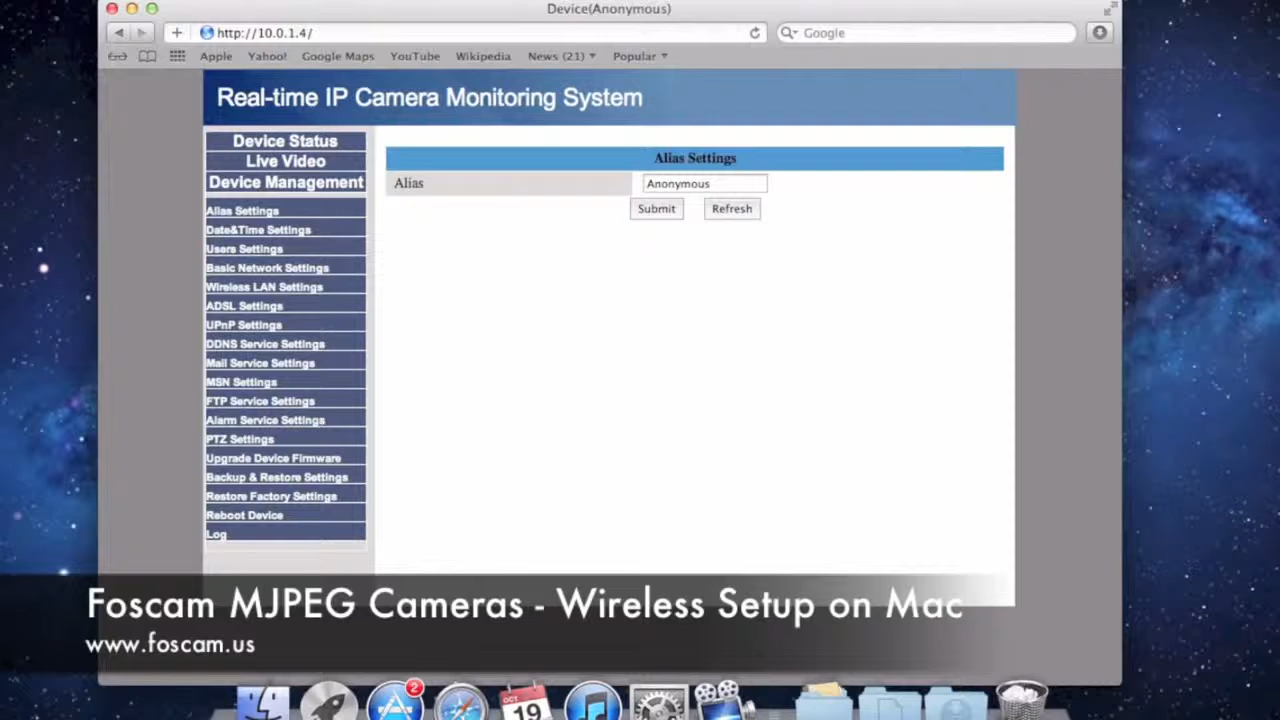 Device(Anonymous)
http://10.0.1.4/
Google
Apple Yahoo! Google Maps YouTube Wikipedia News (21) Popular
Real-time IP Camera Monitoring System
Device Status
Live Video
Device Management
Alias Settings
Date&Time Settings
Users Settings
Basic Network Settings
Wireless LAN Settings
ADSL Settings
UPnP Settings
DDNS Service Settings
Mail Service Settings
MSN Settings
FTP Service Settings
Alarm Service Settings
PTZ Settings
Upgrade Device Firmware
Backup & Restore Settings
Restore Factory Settings
Reboot Device
Log
Alias Settings
Alias Anonymous
Submit Refresh
Foscam MJPEG Cameras - Wireless Setup on Mac
www.foscam.us
2
OCT
19